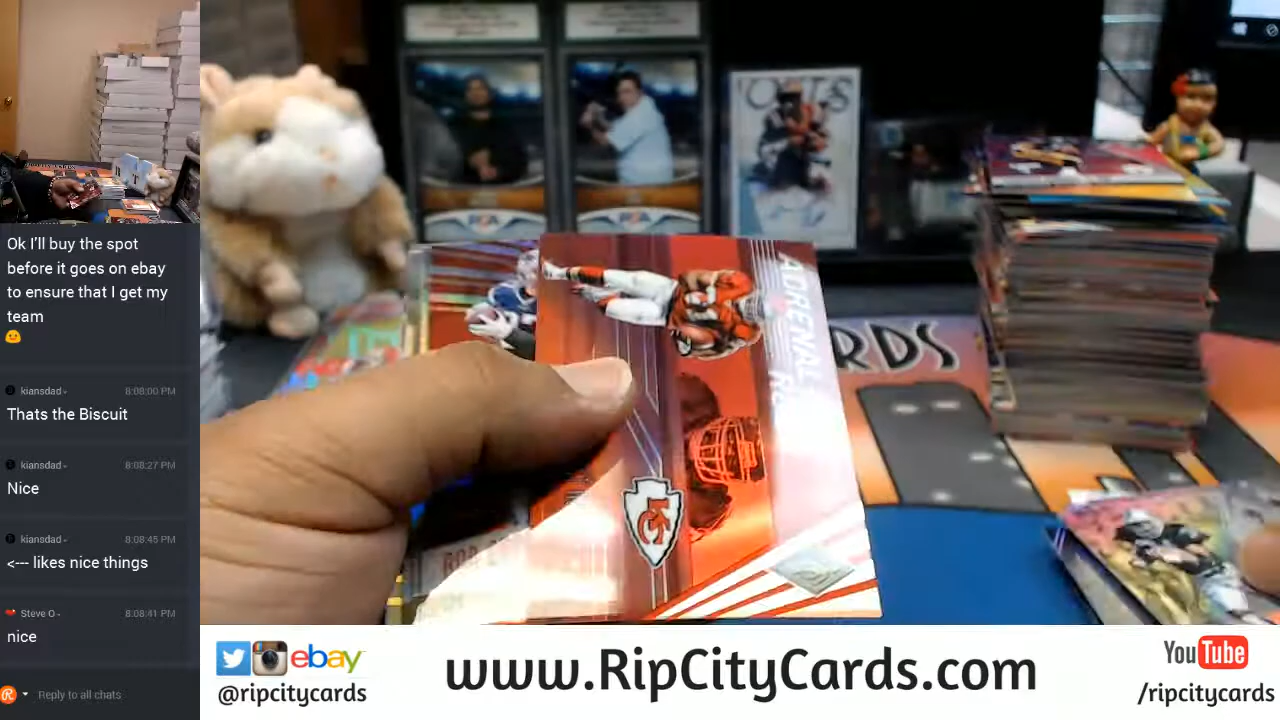 Ok I'll buy the spot
before it goes on ebay
to ensure that I get my
team
kiansdad
8:08:00 PM
Thats the Biscuit
kiansdad
8:08:27 PM
Nice
kiansdad
8:08:45 PM
<--- likes nice things
Steve O
8:08:41 PM
nice
Reply to all chats
ADRENAL
KC
RDS
ebay
@ripcitycards
www.RipCityCards.com
YouTube
/ripcitycards